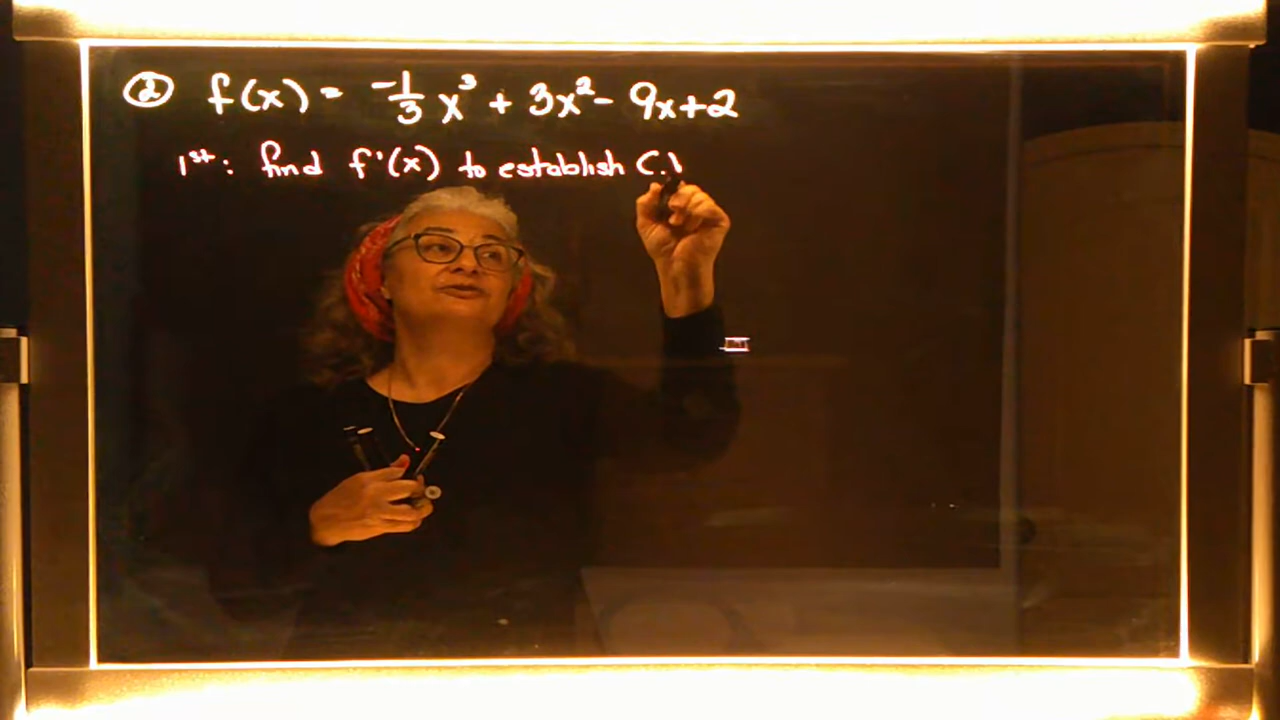 ② f(x) = -1/3 x³ + 3x² - 9x + 2
1st: find f'(x) to establish C.